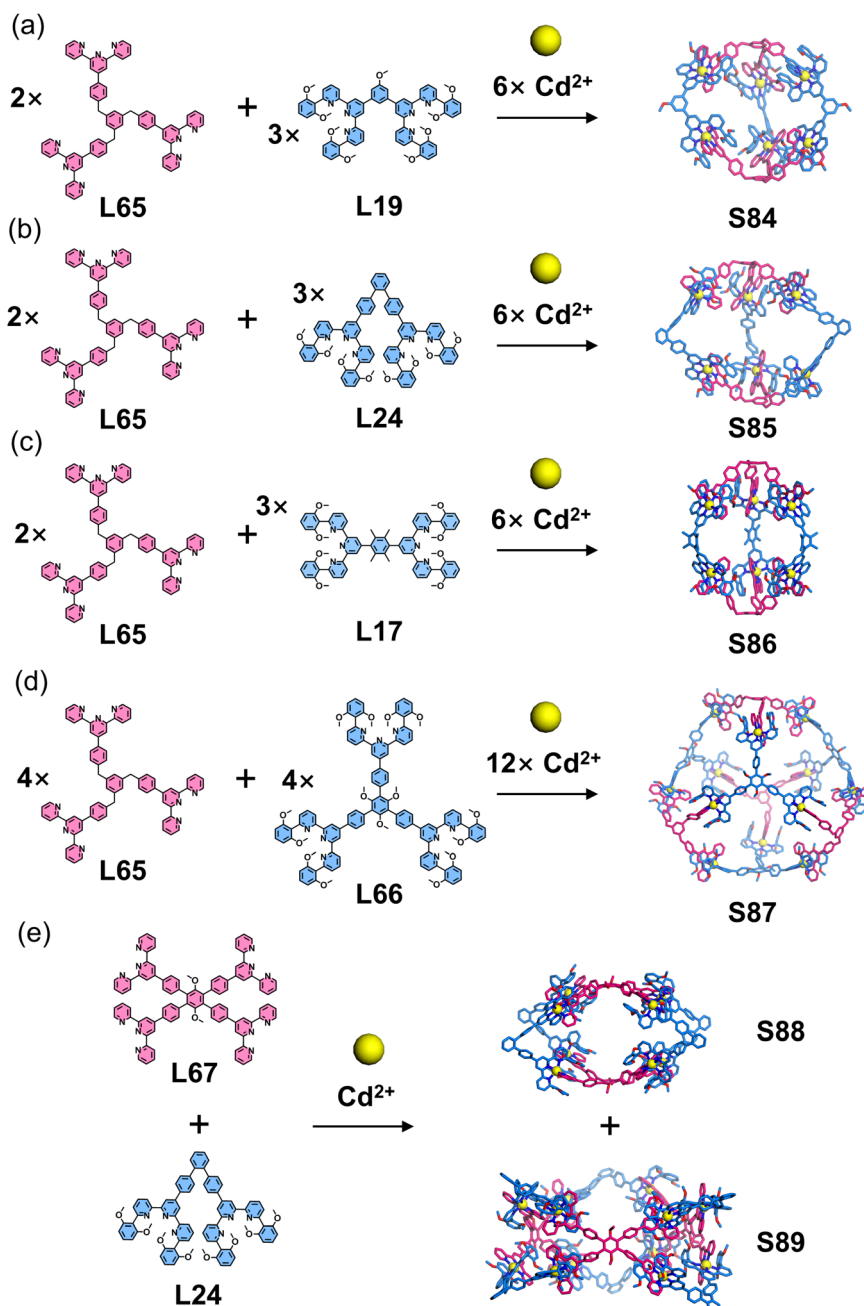 (a)
2×
+
3×
6× Cd2+
L65
L19
S84
(b)
2×
+
3×
6× Cd2+
L65
L24
S85
(c)
2×
+
3×
6× Cd2+
L65
L17
S86
(d)
4×
+
4×
12× Cd2+
L65
L66
S87
(e)
L67
+
L24
Cd2+
S88
+
S89